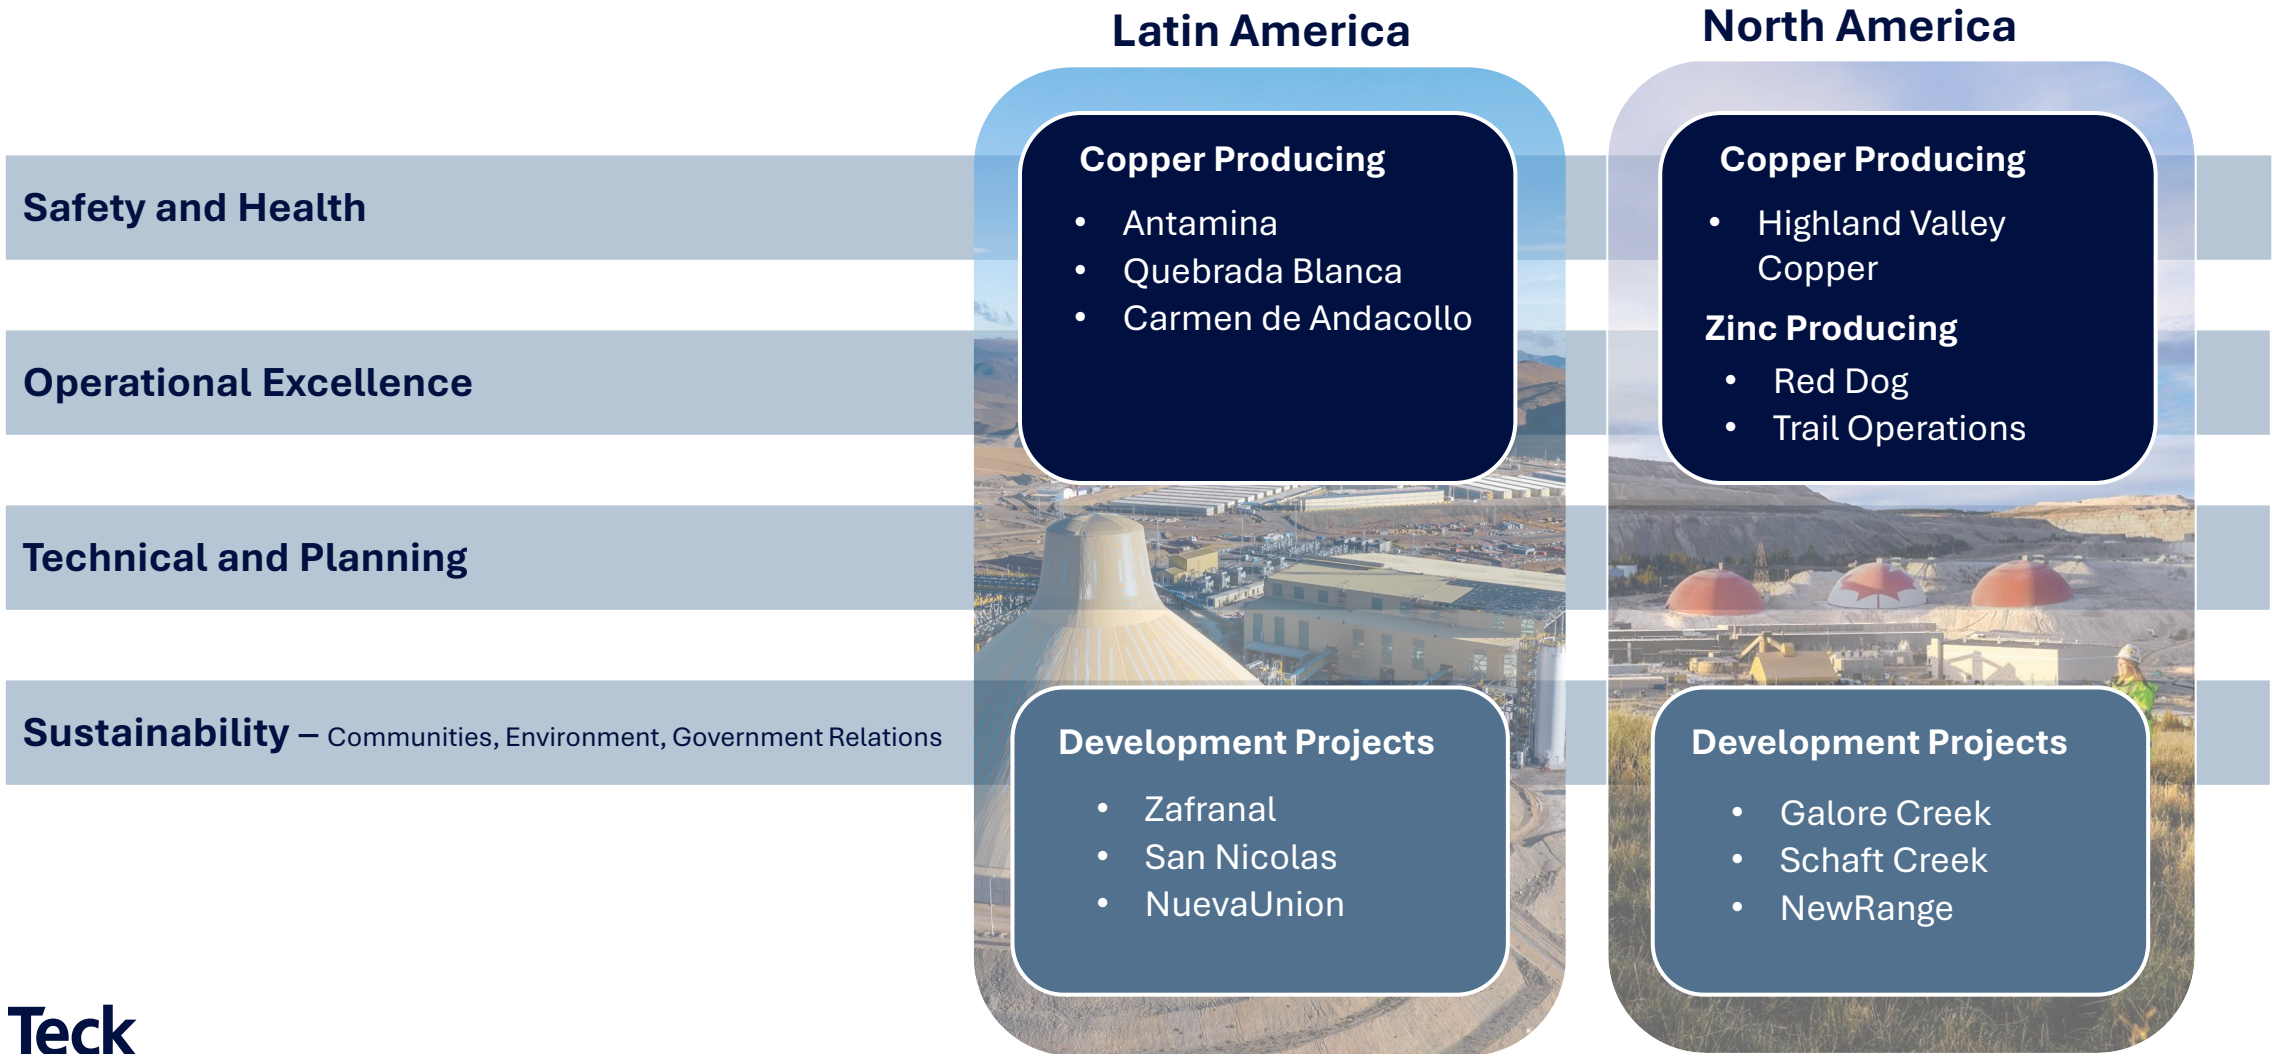 Latin America
North America
Safety and Health
Operational Excellence
Technical and Planning
Sustainability – Communities, Environment, Government Relations
Copper Producing
• Antamina
• Quebrada Blanca
• Carmen de Andacollo
Development Projects
• Zafranal
• San Nicolas
• NuevaUnion
Copper Producing
• Highland Valley
Copper
Zinc Producing
• Red Dog
• Trail Operations
Development Projects
• Galore Creek
• Schaft Creek
• NewRange
Teck